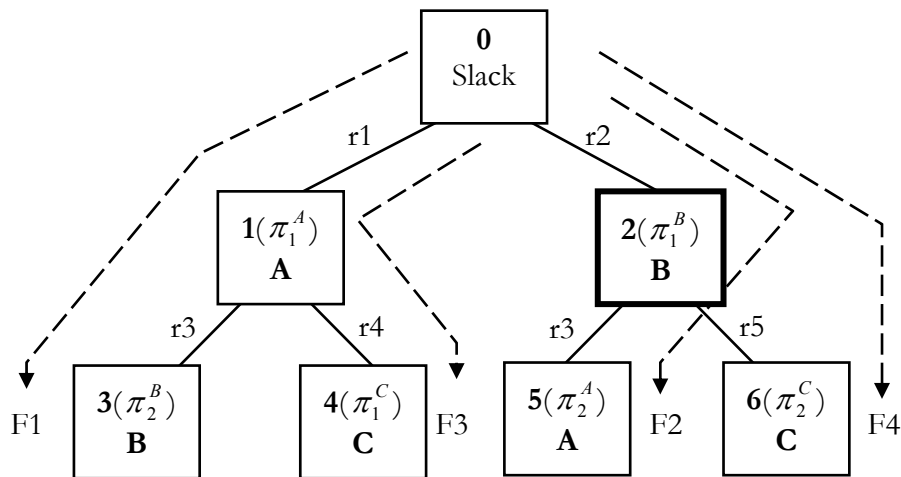 0
Slack
r1
r2
1(π₁ᴬ)
A
2(π₁ᴮ)
B
r3
r4
r3
r5
F1
3(π₂ᴮ)
B
4(π₁ᶜ)
C
F3
5(π₂ᴬ)
A
F2
6(π₂ᶜ)
C
F4